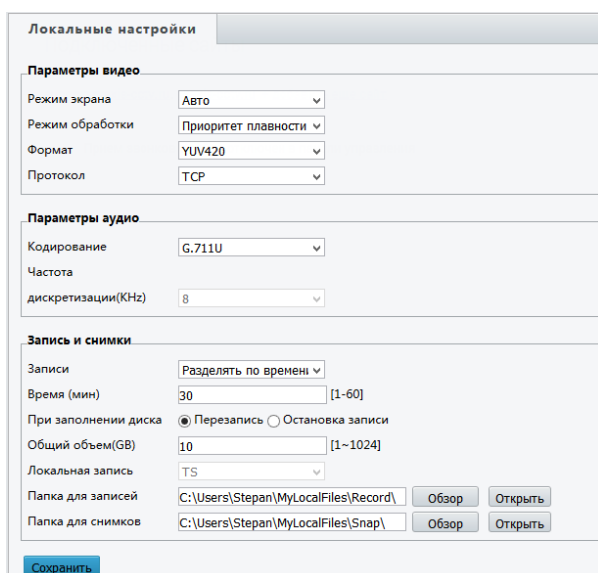 Локальные настройки
Параметры видео
Режим экрана Авто
Режим обработки Приоритет плавности
Формат YUV420
Протокол TCP
Параметры аудио
Кодирование G.711U
Частота
дискретизации(KHz) 8
Запись и снимки
Записи Разделять по времени
Время (мин) 30 [1-60]
При заполнении диска Перезапись Остановка записи
Общий объем(GB) 10 [1~1024]
Локальная запись TS
Папка для записей C:\Users\Stepan\MyLocalFiles\Record\ Обзор Открыть
Папка для снимков C:\Users\Stepan\MyLocalFiles\Snap\ Обзор Открыть
Сохранить